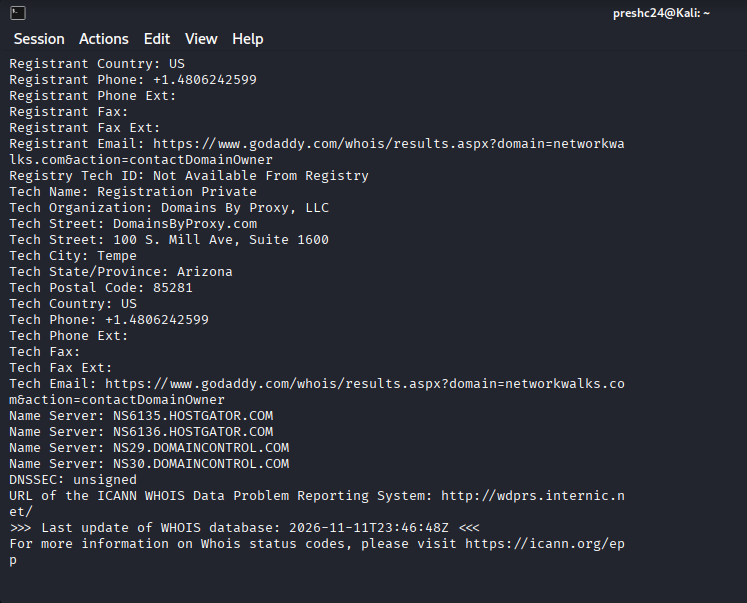 preshc24@Kali: ~
Session Actions Edit View Help
Registrant Country: US
Registrant Phone: +1.4806242599
Registrant Phone Ext:
Registrant Fax:
Registrant Fax Ext:
Registrant Email: https://www.godaddy.com/whois/results.aspx?domain=networkwa
lks.com&action=contactDomainOwner
Registry Tech ID: Not Available From Registry
Tech Name: Registration Private
Tech Organization: Domains By Proxy, LLC
Tech Street: DomainsByProxy.com
Tech Street: 100 S. Mill Ave, Suite 1600
Tech City: Tempe
Tech State/Province: Arizona
Tech Postal Code: 85281
Tech Country: US
Tech Phone: +1.4806242599
Tech Phone Ext:
Tech Fax:
Tech Fax Ext:
Tech Email: https://www.godaddy.com/whois/results.aspx?domain=networkwalks.co
m&action=contactDomainOwner
Name Server: NS6135.HOSTGATOR.COM
Name Server: NS6136.HOSTGATOR.COM
Name Server: NS29.DOMAINCONTROL.COM
Name Server: NS30.DOMAINCONTROL.COM
DNSSEC: unsigned
URL of the ICANN WHOIS Data Problem Reporting System: http://wdprs.internic.n
et/
>>> Last update of WHOIS database: 2026-11-11T23:46:48Z <<<
For more information on Whois status codes, please visit https://icann.org/ep
p